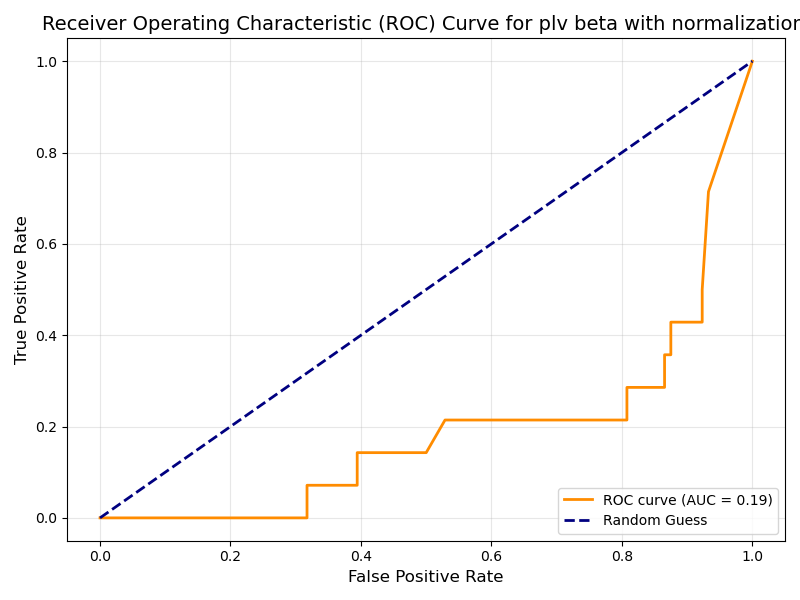 Receiver Operating Characteristic (ROC) Curve for plv beta with normalization
1.0
0.8
0.6
0.4
0.2
0.0
True Positive Rate
0.0 0.2 0.4 0.6 0.8 1.0
False Positive Rate
ROC curve (AUC = 0.19)
Random Guess